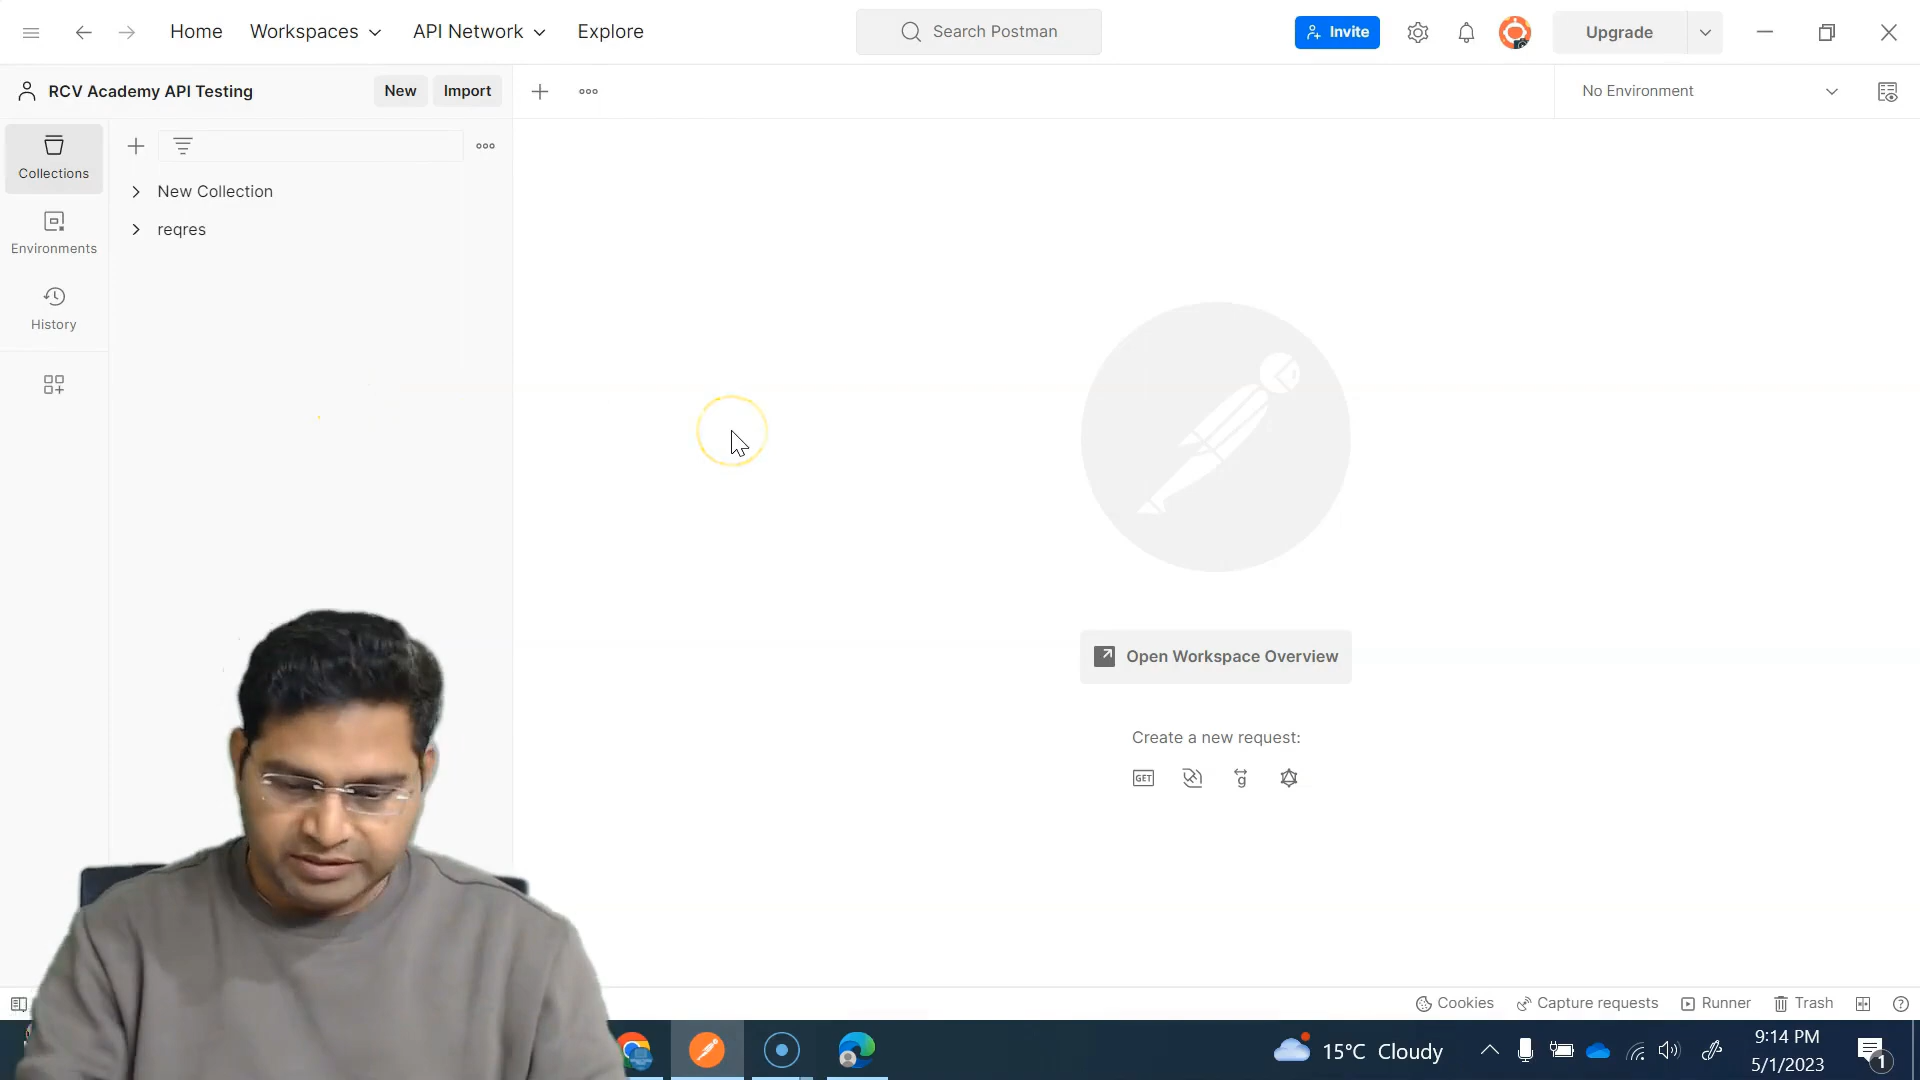 Home Workspaces API Network Explore Search Postman Invite Upgrade
RCV Academy API Testing New Import No Environment
Collections
New Collection
reqres
Environments
History
Open Workspace Overview
Create a new request:
GET
Cookies Capture requests Runner Trash
15°C Cloudy
9:14 PM
5/1/2023
1